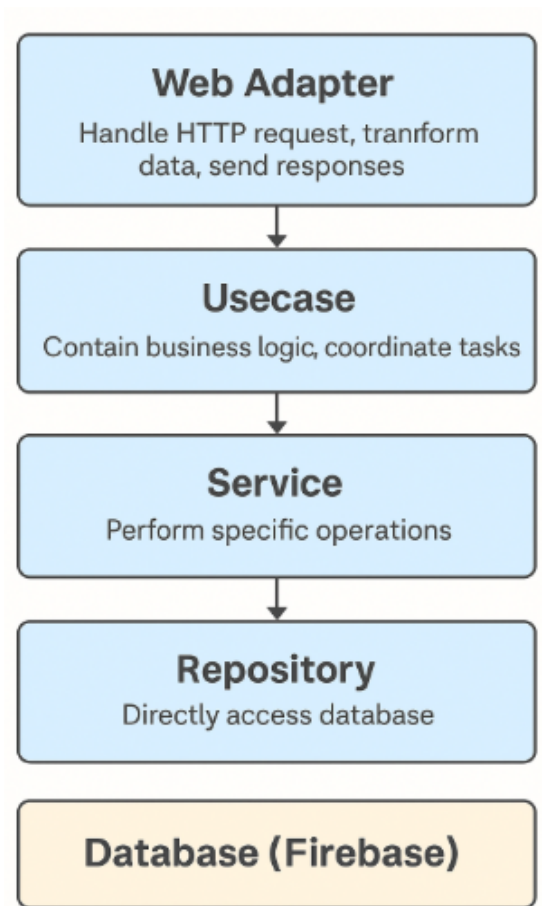 Web Adapter
Handle HTTP request, tranrform
data, send responses
Usecase
Contain business logic, coordinate tasks
Service
Perform specific operations
Repository
Directly access database
Database (Firebase)